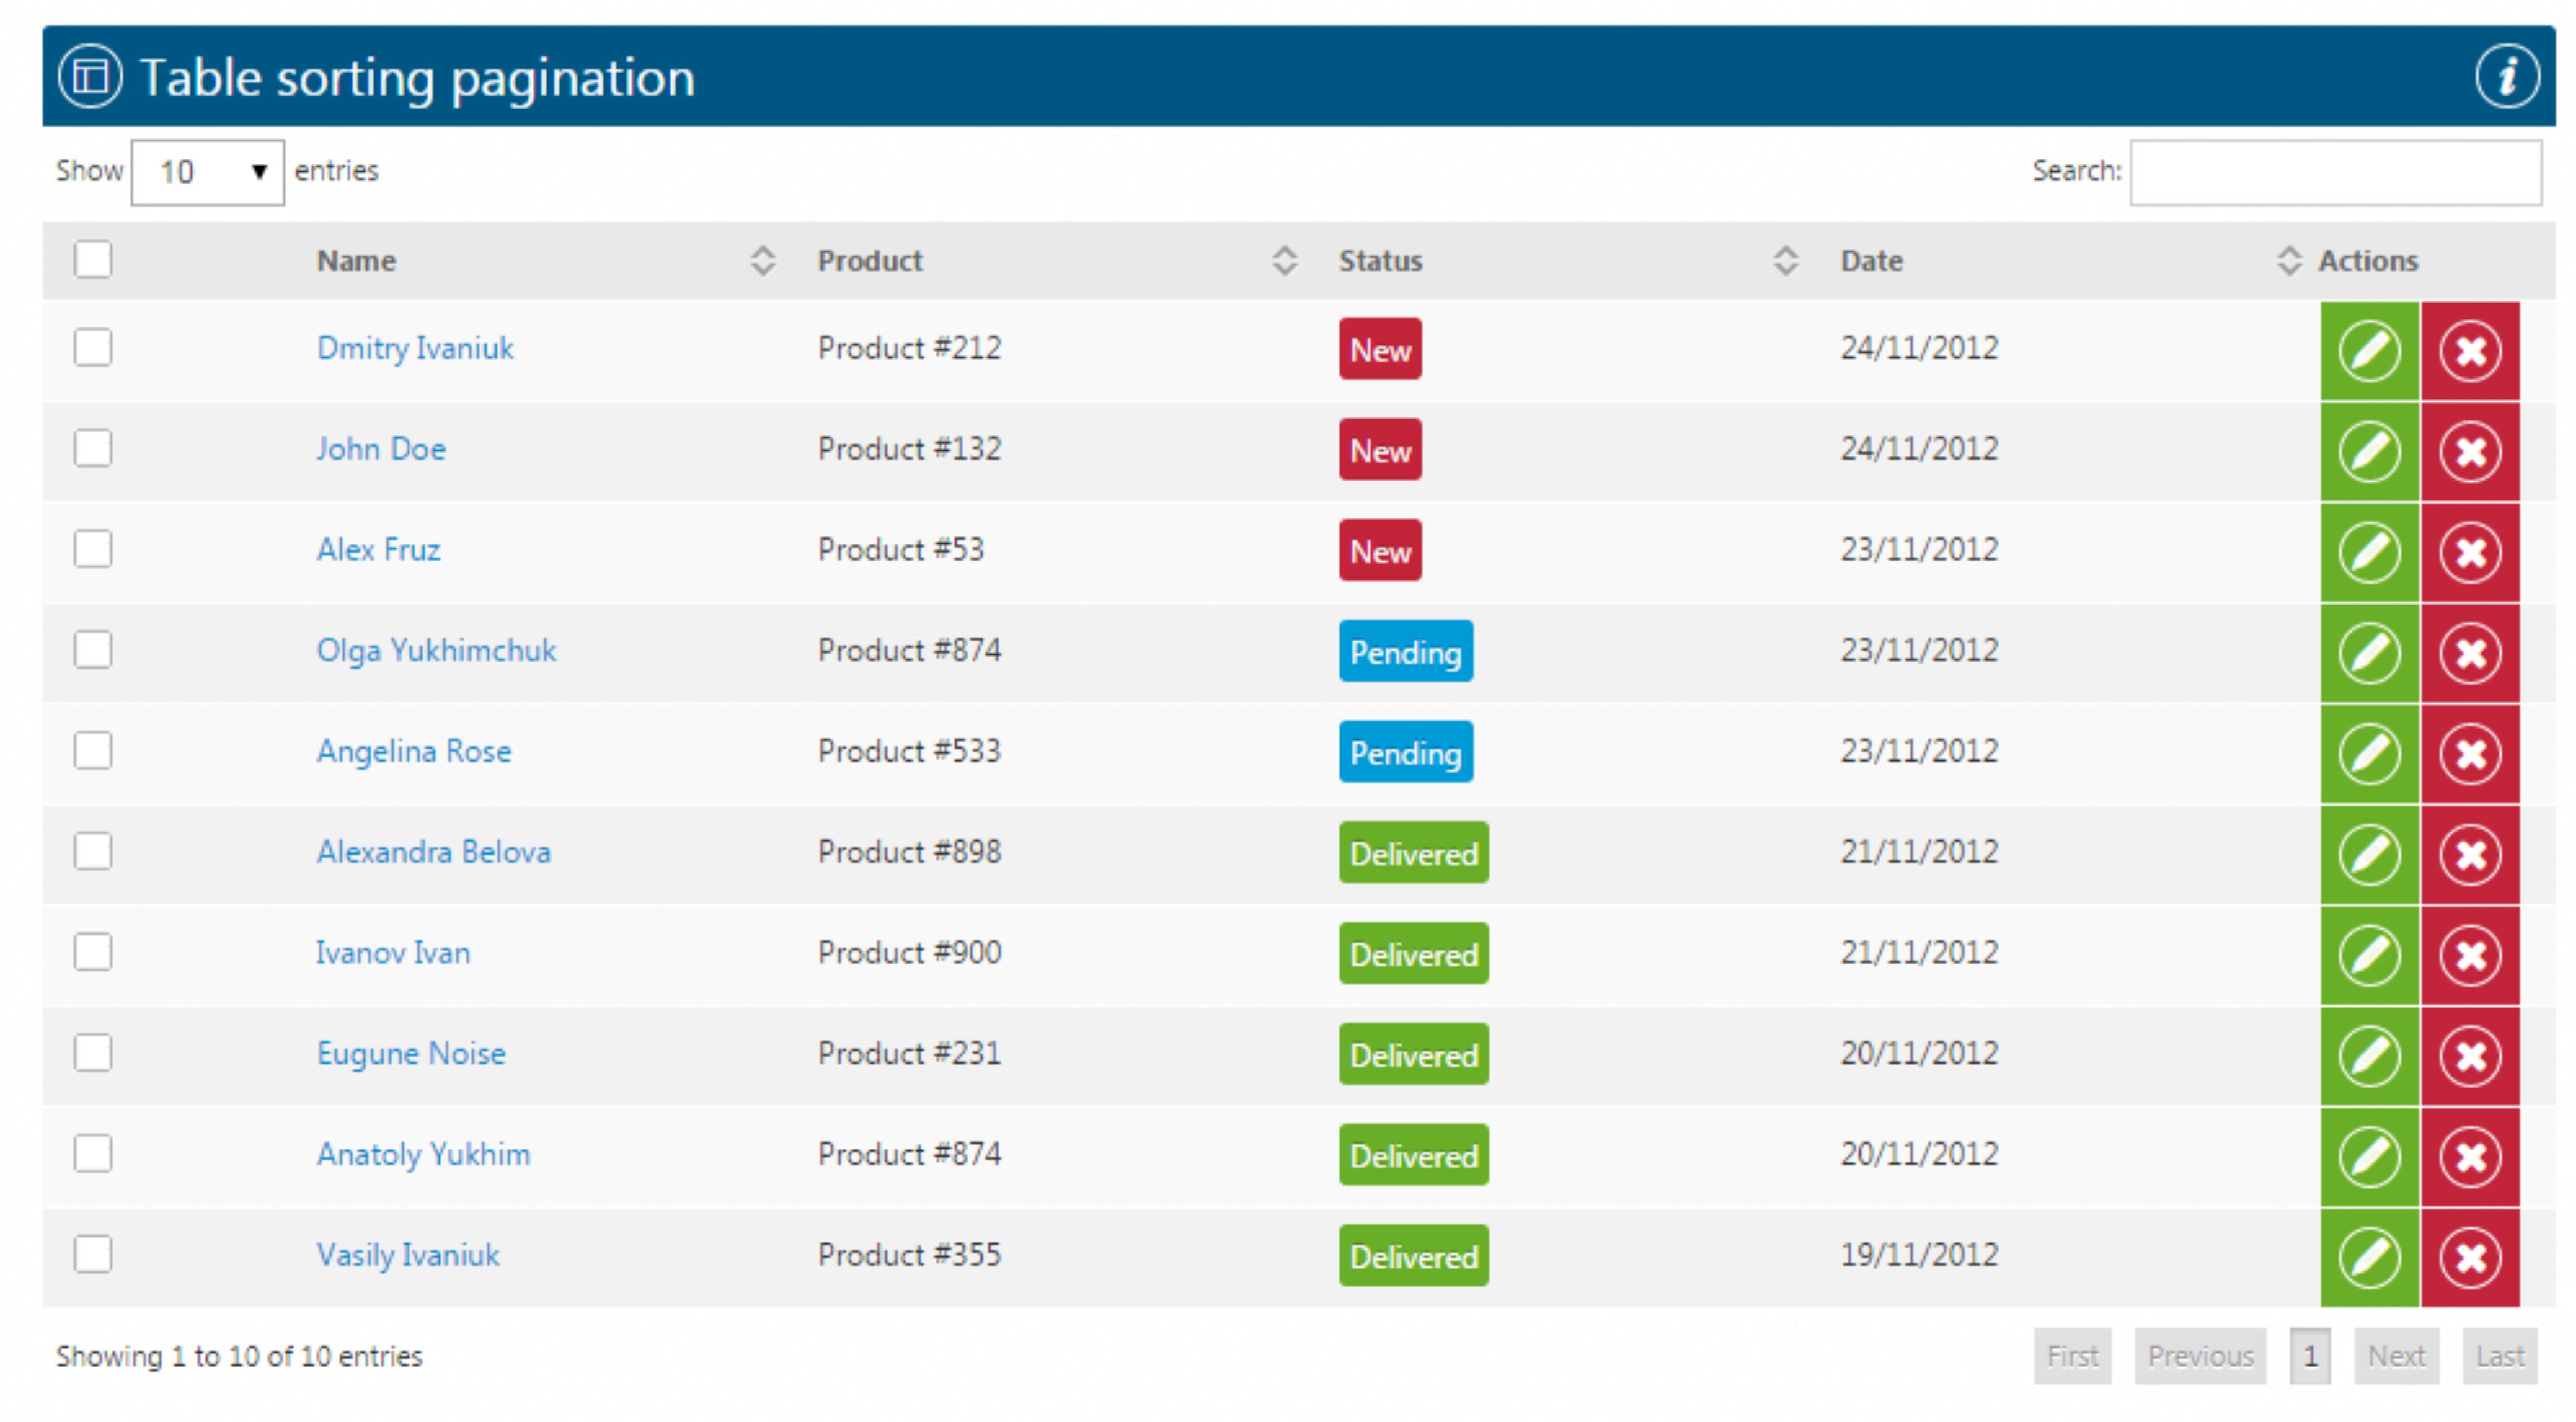 Table sorting pagination
Show 10 entries Search:
Name Product Status Date Actions
Dmitry Ivaniuk Product #212 New 24/11/2012
John Doe Product #132 New 24/11/2012
Alex Fruz Product #53 New 23/11/2012
Olga Yukhimchuk Product #874 Pending 23/11/2012
Angelina Rose Product #533 Pending 23/11/2012
Alexandra Belova Product #898 Delivered 21/11/2012
Ivanov Ivan Product #900 Delivered 21/11/2012
Eugune Noise Product #231 Delivered 20/11/2012
Anatoly Yukhim Product #874 Delivered 20/11/2012
Vasily Ivaniuk Product #355 Delivered 19/11/2012
Showing 1 to 10 of 10 entries First Previous 1 Next Last